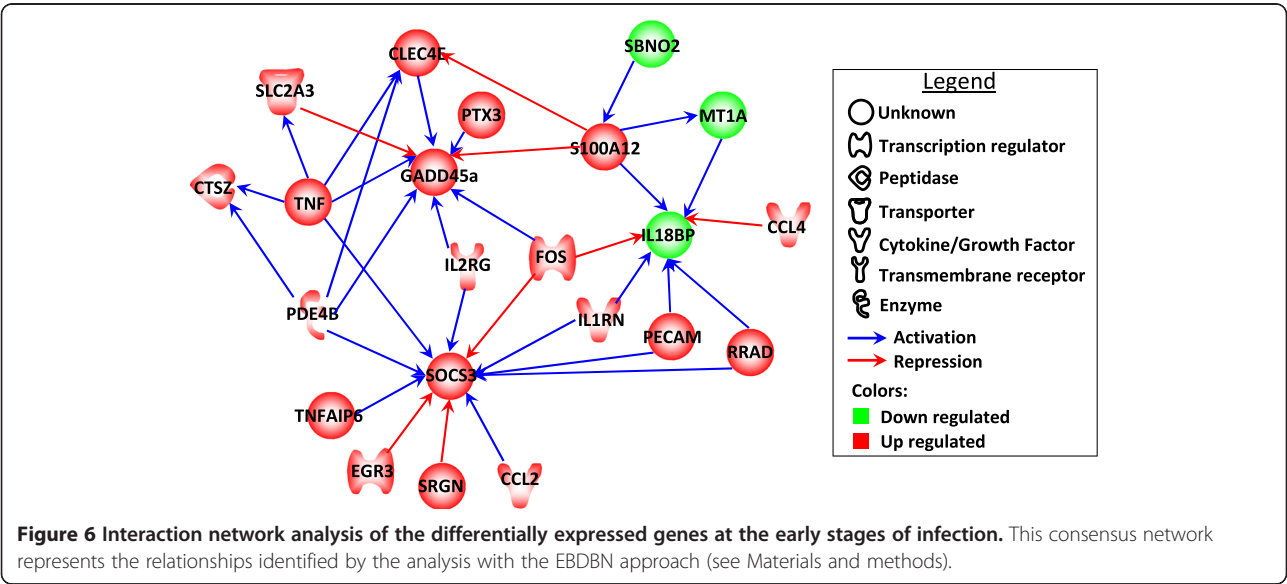 CLEC4E
SBNO2
SLC2A3
PTX3
MT1A
S100A12
GADD45a
CTSZ
TNF
CCL4
IL18BP
IL2RG
FOS
PDE4B
IL1RN
PECAM
RRAD
SOCS3
TNFAIP6
EGR3
SRGN
CCL2
Legend
Unknown
Transcription regulator
Peptidase
Transporter
Cytokine/Growth Factor
Transmembrane receptor
Enzyme
Activation
Repression
Colors:
Down regulated
Up regulated
Figure 6 Interaction network analysis of the differentially expressed genes at the early stages of infection. This consensus network
represents the relationships identified by the analysis with the EBDBN approach (see Materials and methods).